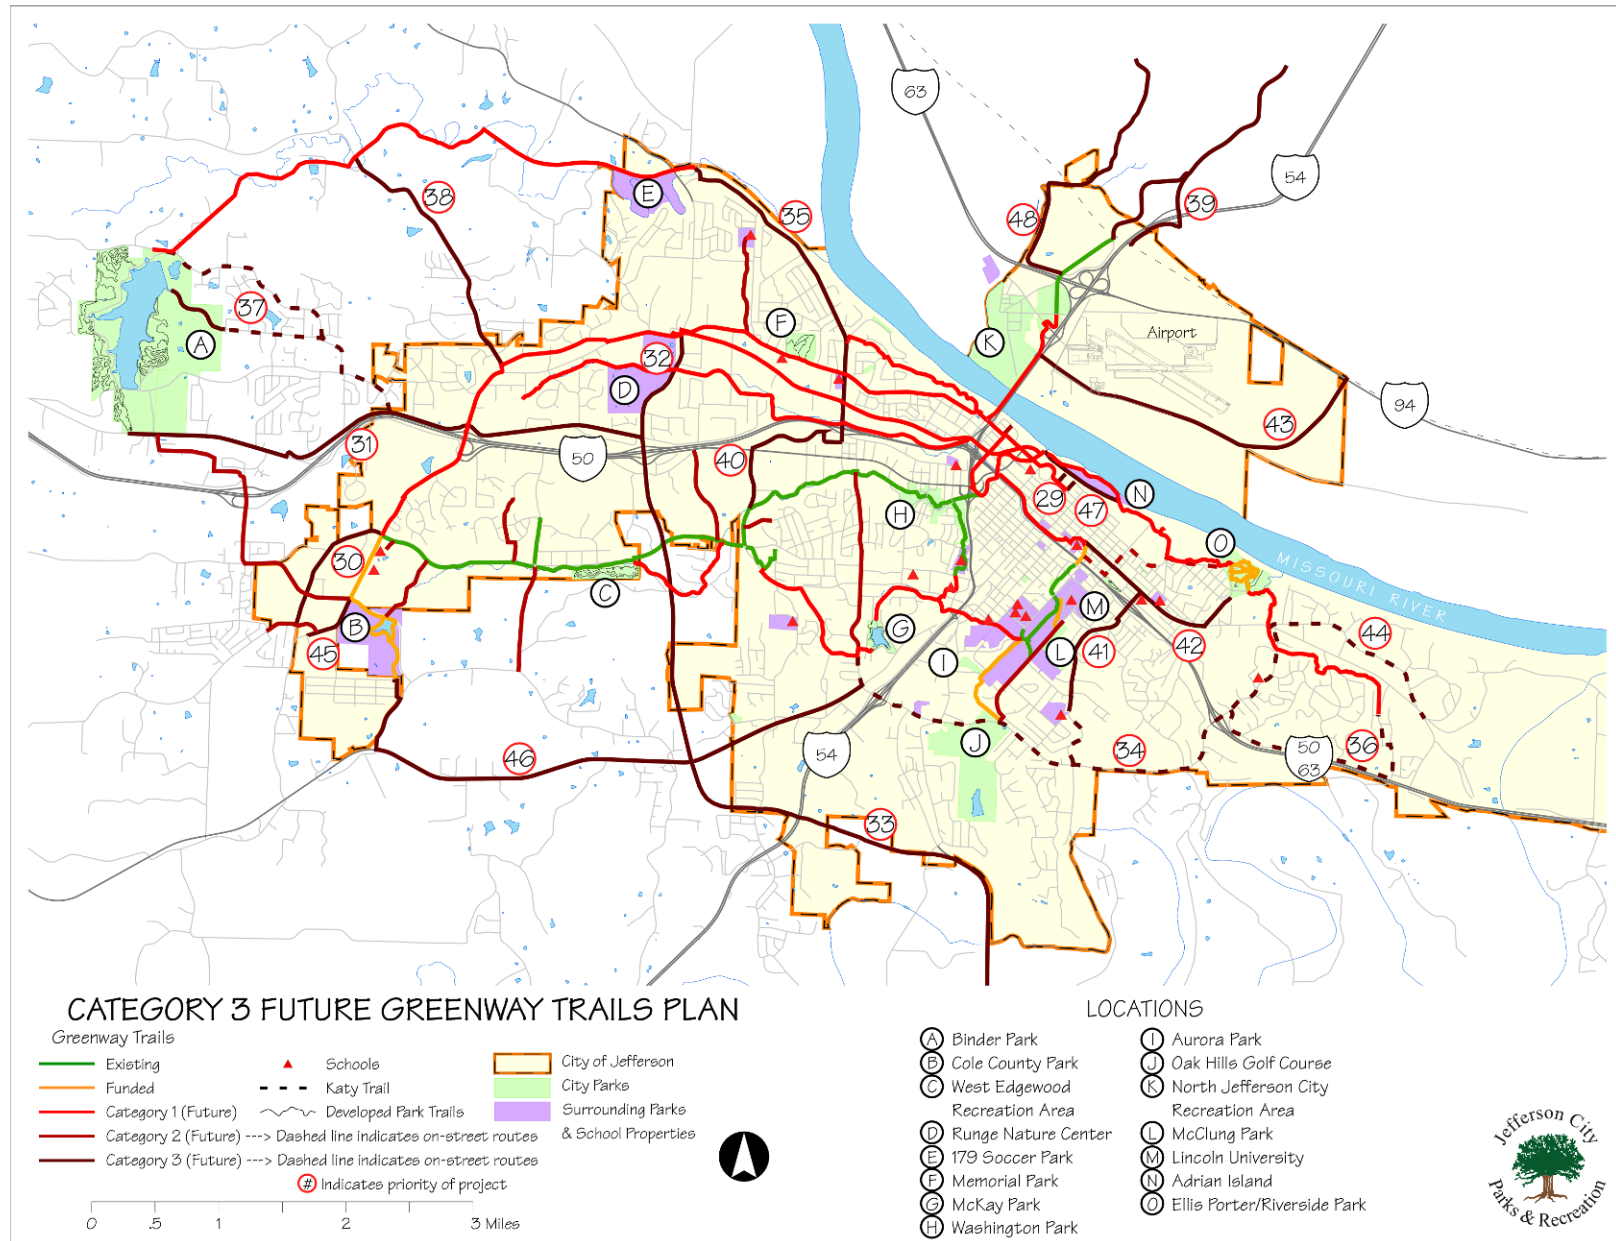 63
54
E
38
35
48
39
37
F
Airport
K
A
32
D
94
43
31
50
40
N
29
47
H
O
30
C
MISSOURI RIVER
M
B
G
44
45
I
L
41
42
46
54
J
34
50
63
36
33
CATEGORY 3 FUTURE GREENWAY TRAILS PLAN
Greenway Trails
Existing
Funded
Category 1 (Future)
Category 2 (Future) ---> Dashed line indicates on-street routes
Category 3 (Future) ---> Dashed line indicates on-street routes
Schools
Katy Trail
Developed Park Trails
# Indicates priority of project
City of Jefferson
City Parks
Surrounding Parks
& School Properties
0 .5 1 2 3 Miles
LOCATIONS
A Binder Park
B Cole County Park
C West Edgewood
Recreation Area
D Runge Nature Center
E 179 Soccer Park
F Memorial Park
G McKay Park
H Washington Park
I Aurora Park
J Oak Hills Golf Course
K North Jefferson City
Recreation Area
L McClung Park
M Lincoln University
N Adrian Island
O Ellis Porter/Riverside Park
Jefferson City
Parks & Recreation